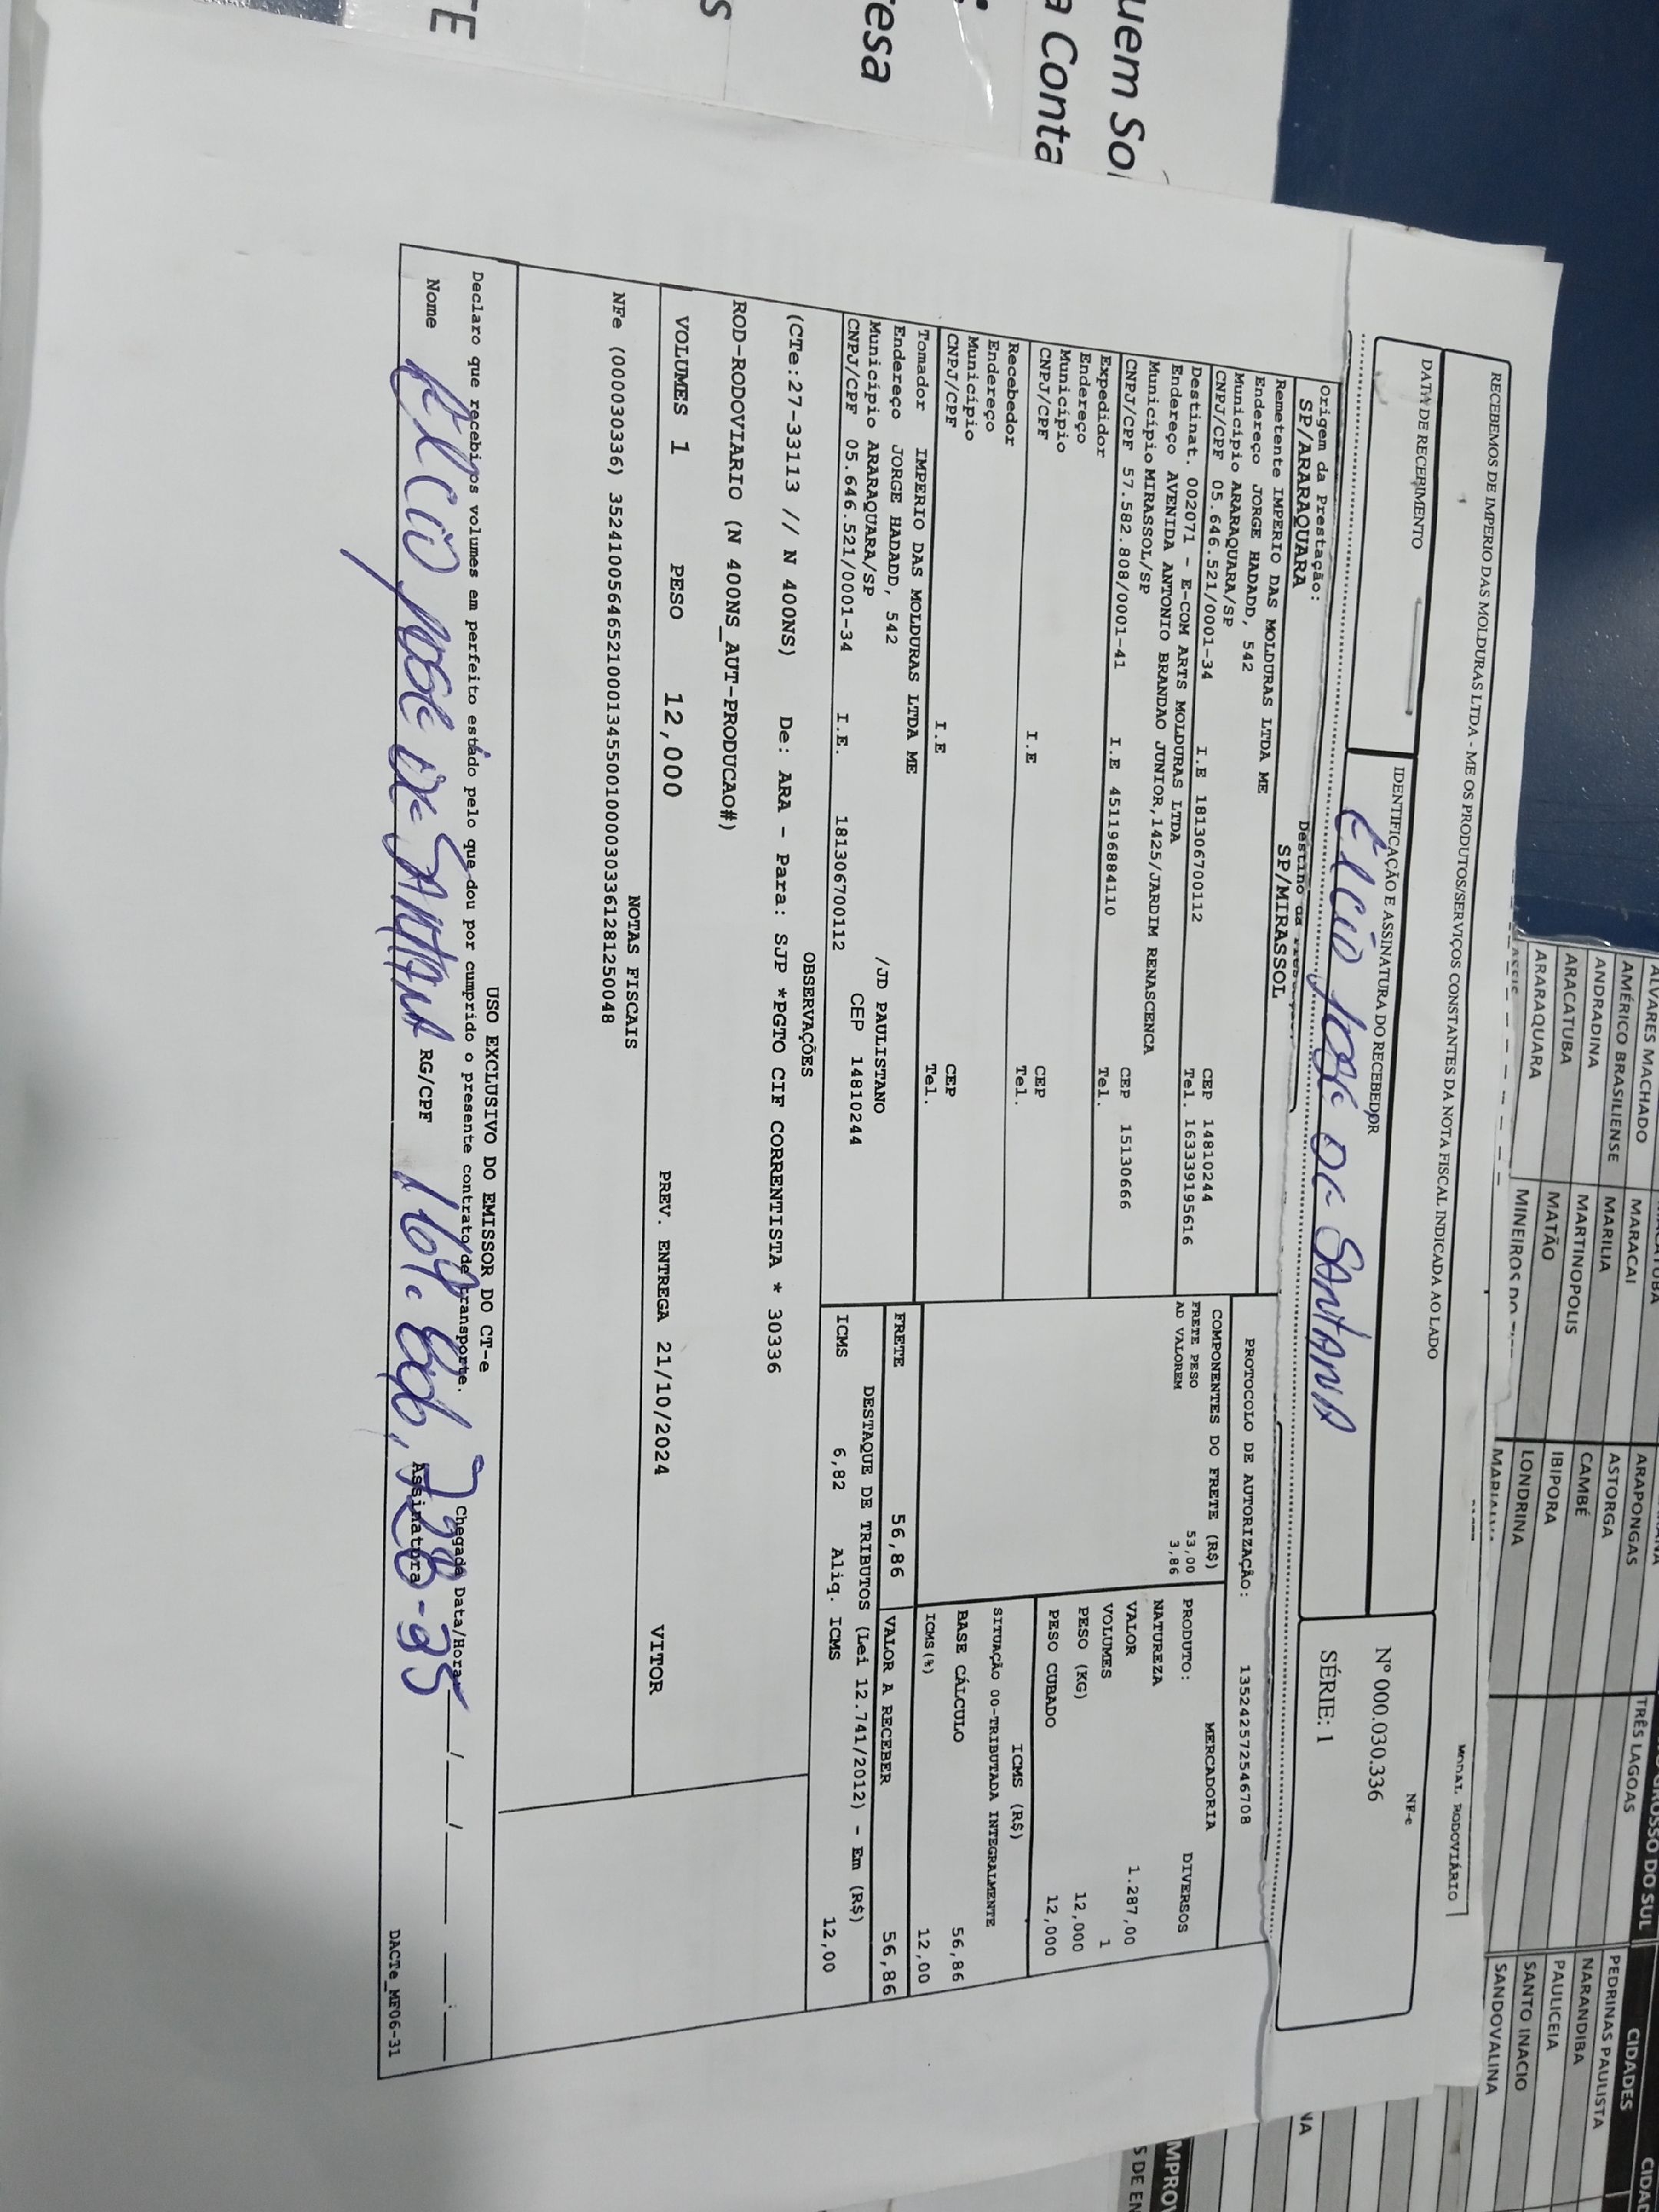 RECEBEMOS DE IMPERIO DAS MOLDURAS LTDA - ME OS PRODUTOS/SERVIÇOS CONSTANTES DA NOTA FISCAL INDICADA AO LADO
MODAL RODOVIÁRIO
DATA DE RECEBIMENTO
IDENTIFICAÇÃO E ASSINATURA DO RECEBEDOR
Elcio José de Santana
NF-e
Nº 000.030.336
SÉRIE: 1
Origem da Prestação:
SP/ARARAQUARA
Destino da
SP/MIRASSOL
PROTOCOLO DE AUTORIZAÇÃO: 135242572546708
Remetente IMPERIO DAS MOLDURAS LTDA ME
Endereço JORGE HADADD, 542
Município ARARAQUARA/SP CEP 14810244
CNPJ/CPF 05.646.521/0001-34 I.E 181306700112 Tel. 1633391955616
Destinat. 002071 - E-COM ARTS MOLDURAS LTDA
Endereço AVENIDA ANTONIO BRANDAO JUNIOR,1425/JARDIM RENASCENCA
Município MIRASSOL/SP CEP 15130666
CNPJ/CPF 57.582.808/0001-41 I.E 451196884110 Tel.
Expedidor
Endereço
Município CEP
CNPJ/CPF I.E Tel.
Recebedor
Endereço
Município CEP
CNPJ/CPF I.E Tel.
Tomador IMPERIO DAS MOLDURAS LTDA ME
Endereço JORGE HADADD, 542 /JD PAULISTANO
Município ARARAQUARA/SP CEP 14810244
CNPJ/CPF 05.646.521/0001-34 I.E. 181306700112
COMPONENTES DO FRETE (R$)
FRETE PESO 53,00
AD VALOREM 3,86
MERCADORIA
PRODUTO: DIVERSOS
NATUREZA
VALOR 1.287,00
VOLUMES 1
PESO (KG) 12,000
PESO CUBADO 12,000
ICMS (R$)
SITUAÇÃO 00-TRIBUTADA INTEGRALMENTE
BASE CÁLCULO 56,86
ICMS(%) 12,00
FRETE 56,86 VALOR A RECEBER 56,86
DESTAQUE DE TRIBUTOS (Lei 12.741/2012) - Em (R$)
ICMS 6,82 Aliq. ICMS 12,00
OBSERVAÇÕES
(CTe:27-33113 // N 400NS) De: ARA - Para: SJP *PGTO CIF CORRENTISTA * 30336
ROD-RODOVIARIO (N 400NS_AUT-PRODUCAO#)
VOLUMES 1 PESO 12,000 PREV. ENTREGA 21/10/2024 VITOR
NOTAS FISCAIS
NFe (000030336) 35241005646521000134550010000303361281250048
USO EXCLUSIVO DO EMISSOR DO CT-e
Declaro que recebi os volumes em perfeito estado pelo que dou por cumprido o presente contrato de transporte.
Chegada Data/Hora / / :
Nome Elcio José de Santana RG/CPF Assinatura
DACTe_MF06-31
uem So
a Conta
esa
ALVARES MACHADO
AMÉRICO BRASILIENSE
ANDRADINA
ARACATUBA
ARARAQUARA
MARACAI
MARILIA
MARTINOPOLIS
MATÃO
MINEIROS DO
ARAPONGAS
ASTORGA
CAMBÉ
IBIPORA
LONDRINA
TRÊS LAGOAS
GROSSO DO SUL
CIDADES
PEDRINAS PAULISTA
NARANDIBA
PAULICEIA
SANTO INACIO
SANDOVALINA